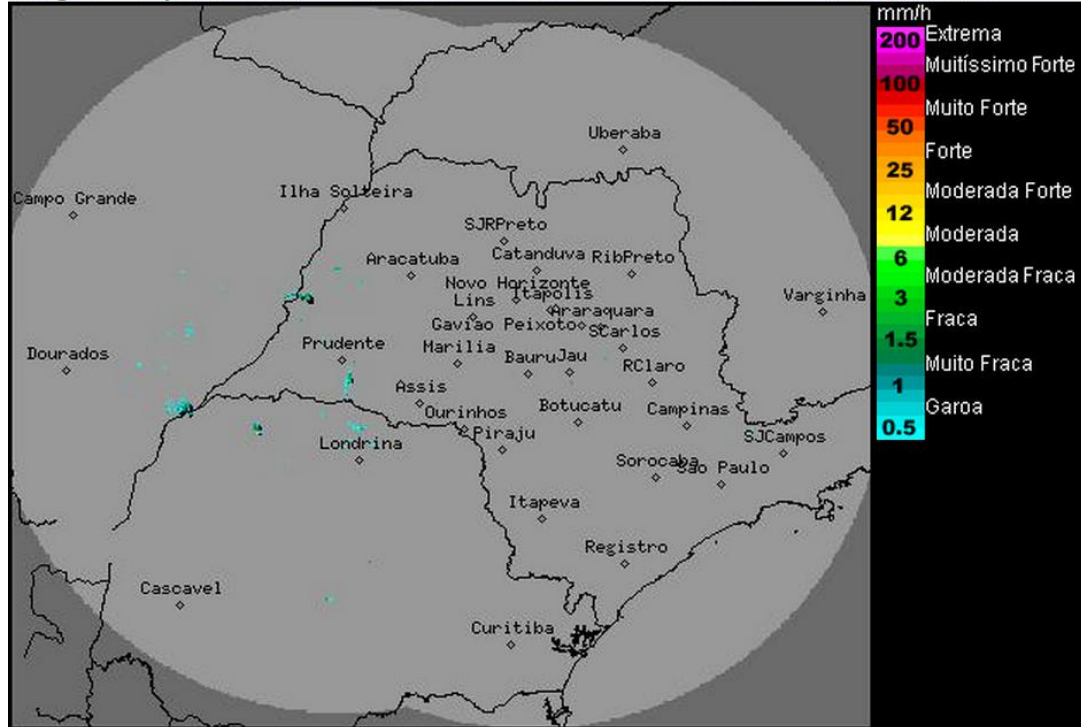 mm/h
200 Extrema
Muitíssimo Forte
100
Muito Forte
50
Forte
25
Moderada Forte
12
Moderada
6
Moderada Fraca
3
Fraca
1.5
Muito Fraca
1
Garoa
0.5
Uberaba
Campo Grande
Ilha Solteira
SJRPreto
Aracatuba
Catanduva
RibPreto
Novo Horizonte
Itapolis
Lins
Araraquara
Varginha
Gaviao Peixoto
SCarlos
Prudente
Marilia
Dourados
Bauru
Jau
RClaro
Assis
Ourinhos
Botucatu
Campinas
Piraju
SJCampos
Londrina
Sorocaba
Sao Paulo
Itapeva
Registro
Cascavel
Curitiba